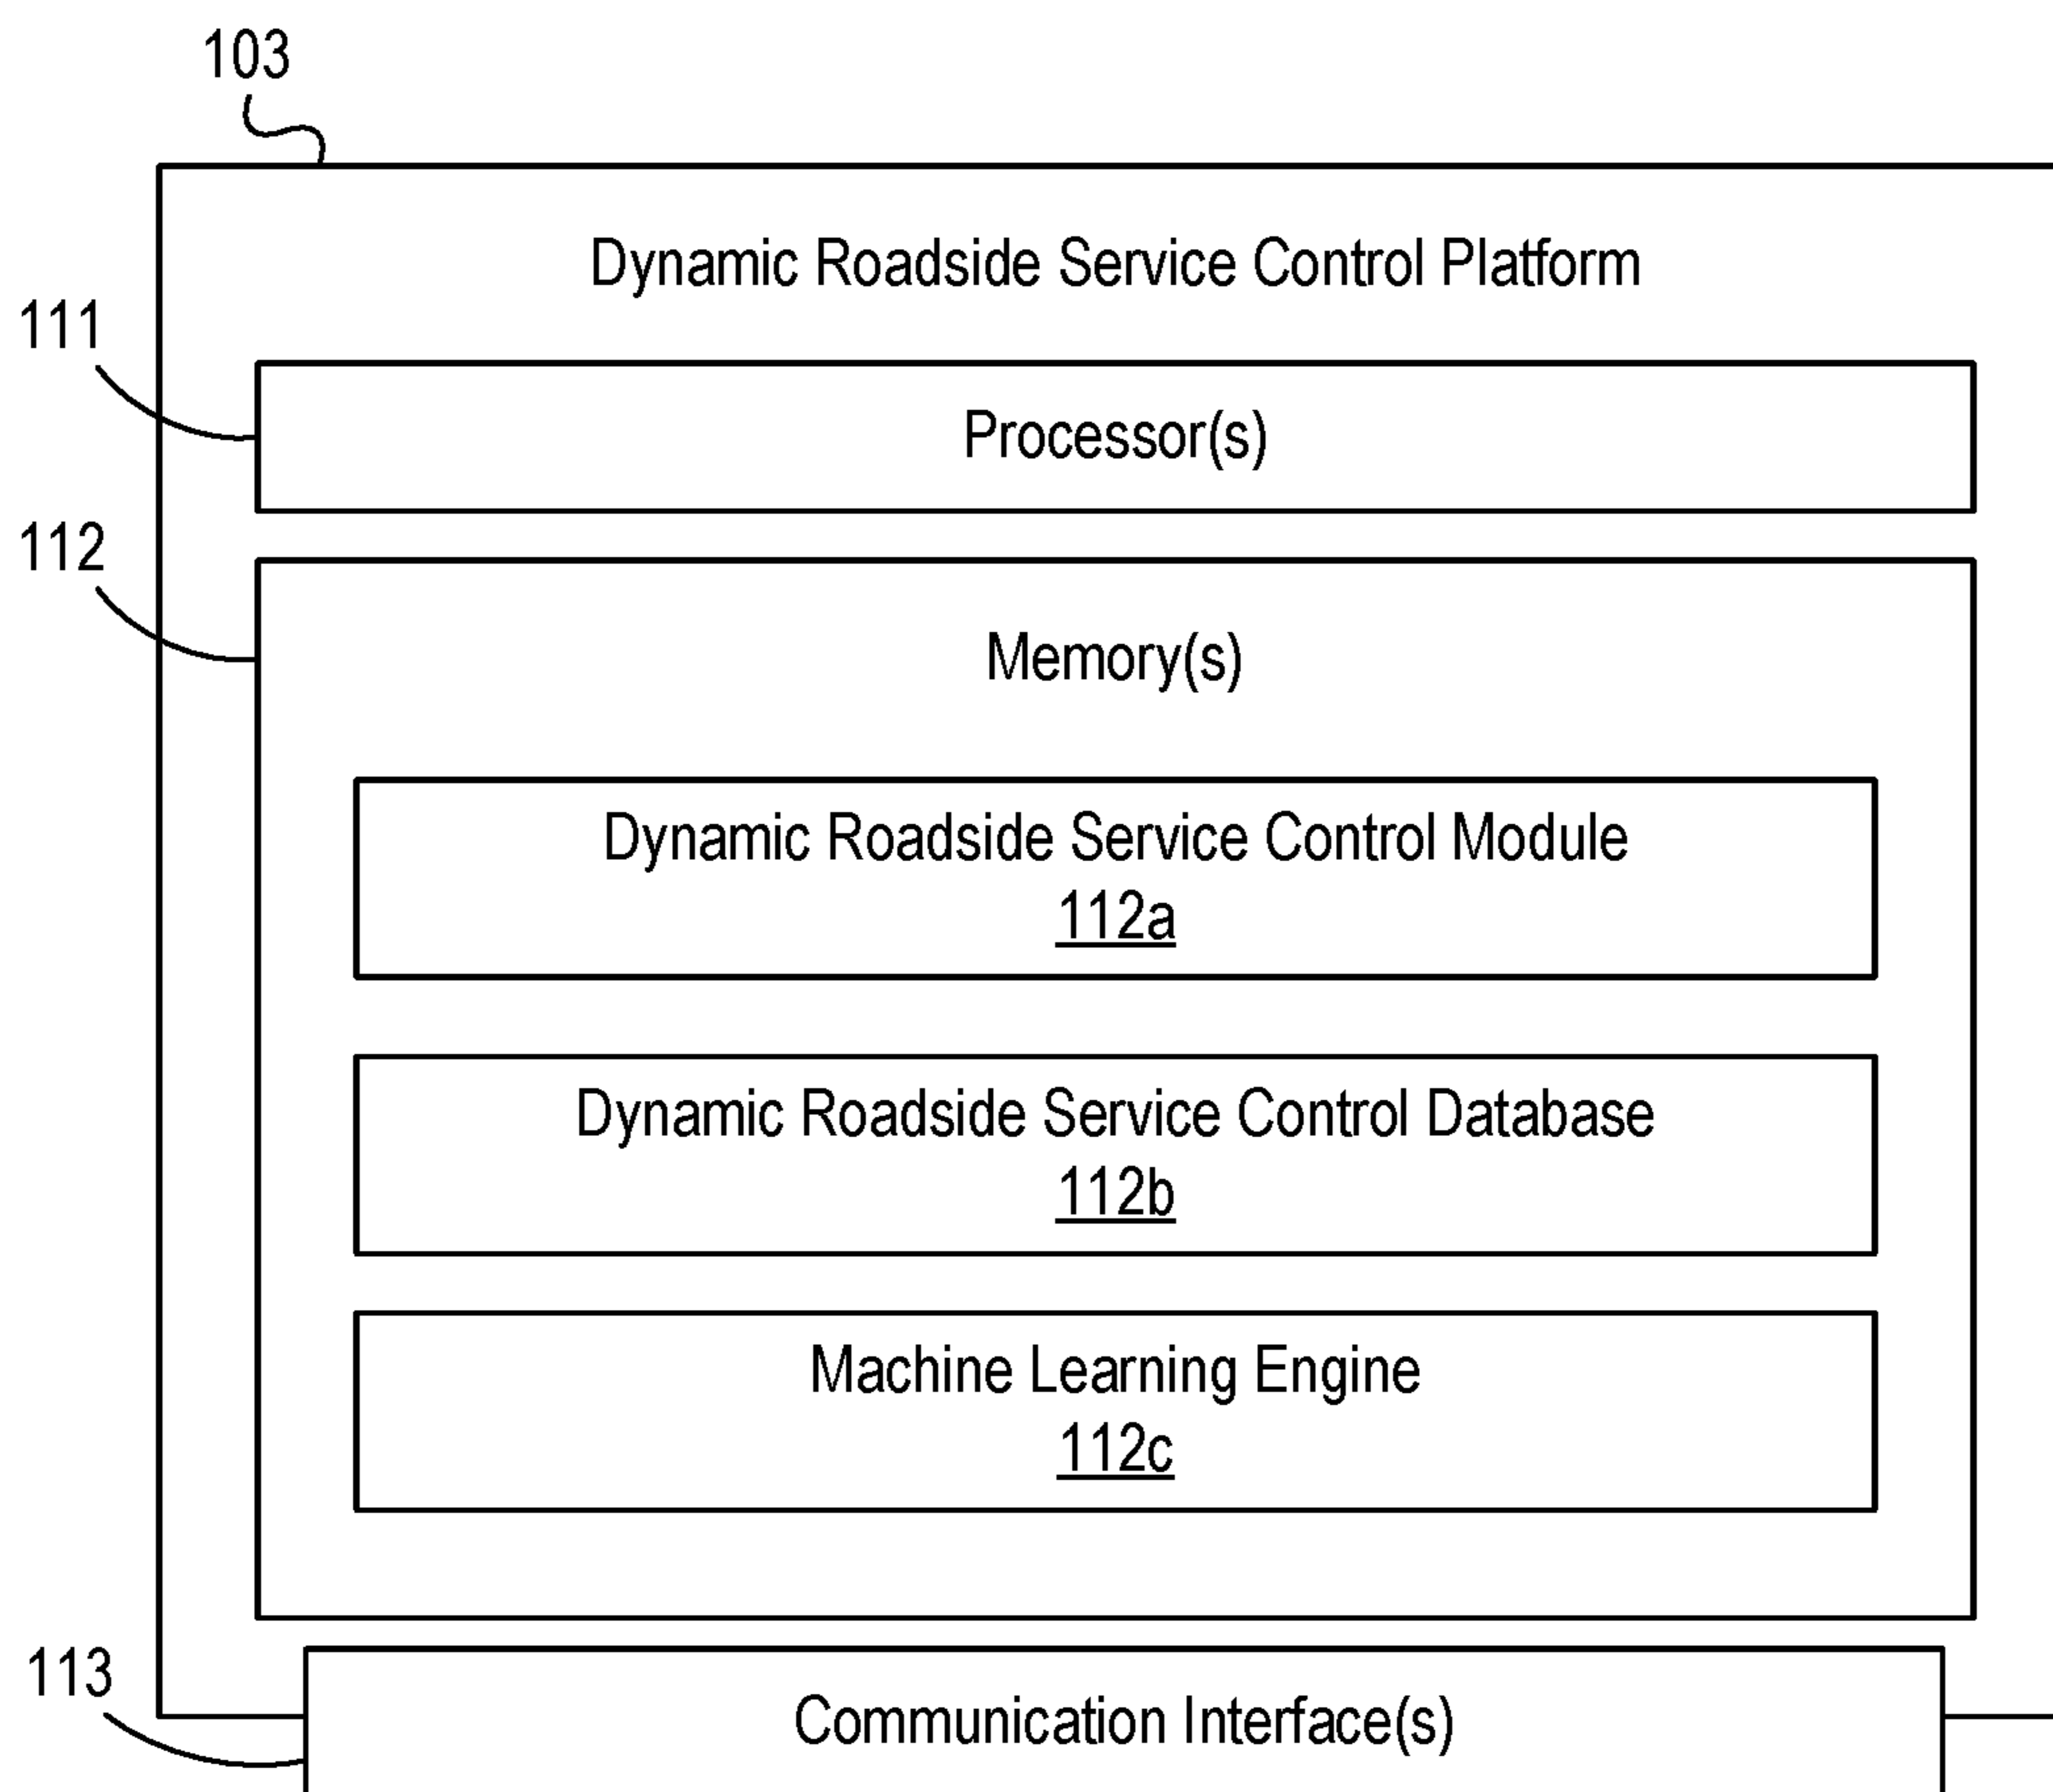 103
Dynamic Roadside Service Control Platform
111
Processor(s)
112
Memory(s)
Dynamic Roadside Service Control Module
112a
Dynamic Roadside Service Control Database
112b
Machine Learning Engine
112c
113
Communication Interface(s)